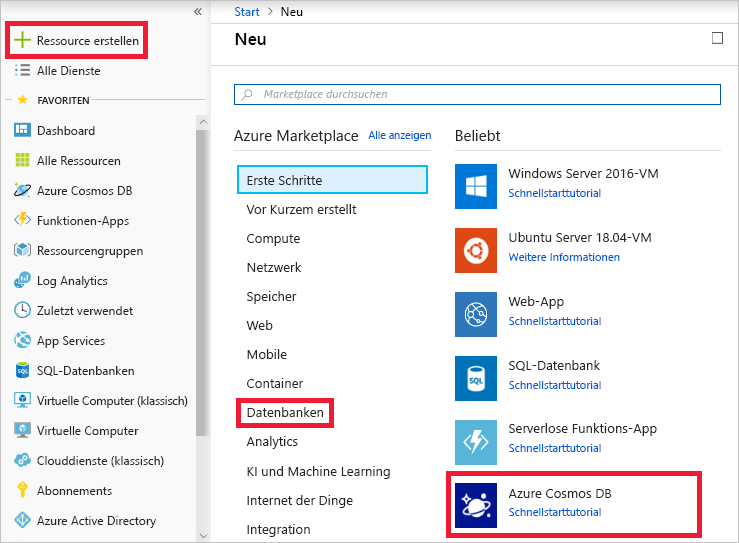 «
Ressource erstellen
Alle Dienste
FAVORITEN
Dashboard
Alle Ressourcen
Azure Cosmos DB
Funktionen-Apps
Ressourcengruppen
Log Analytics
Zuletzt verwendet
App Services
SQL-Datenbanken
Virtuelle Computer (klassisch)
Virtuelle Computer
Clouddienste (klassisch)
Abonnements
Azure Active Directory
Start > Neu
Neu
Marketplace durchsuchen
Azure Marketplace Alle anzeigen
Erste Schritte
Vor Kurzem erstellt
Compute
Netzwerk
Speicher
Web
Mobile
Container
Datenbanken
Analytics
KI und Machine Learning
Internet der Dinge
Integration
Beliebt
Windows Server 2016-VM
Schnellstarttutorial
Ubuntu Server 18.04-VM
Weitere Informationen
Web-App
Schnellstarttutorial
SQL
SQL-Datenbank
Schnellstarttutorial
Serverlose Funktions-App
Schnellstarttutorial
Azure Cosmos DB
Schnellstarttutorial